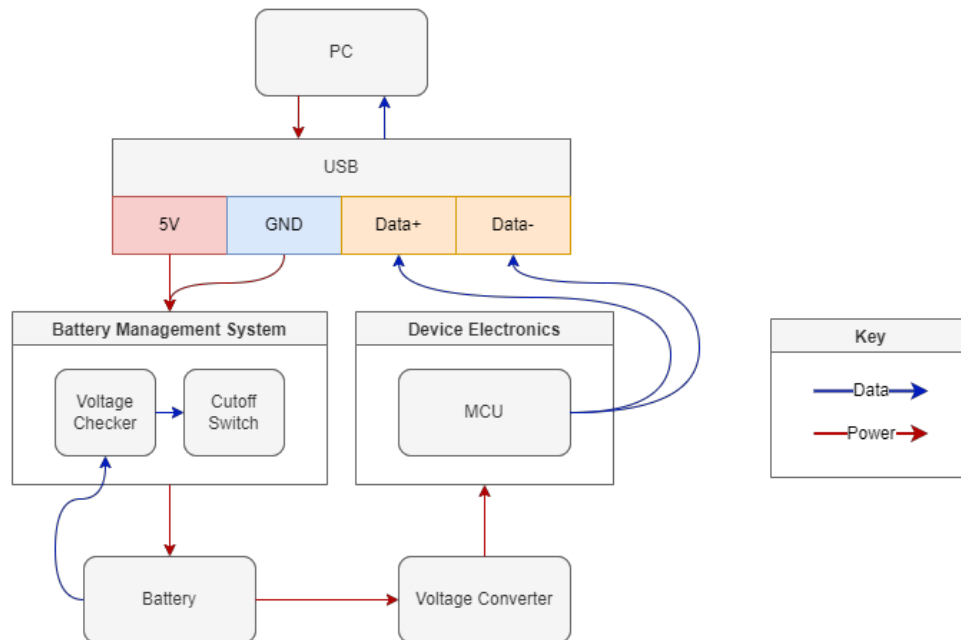 PC
USB
5V
GND
Data+
Data-
Battery Management System
Device Electronics
Key
Voltage
Checker
Cutoff
Switch
MCU
Data
Power
Battery
Voltage Converter